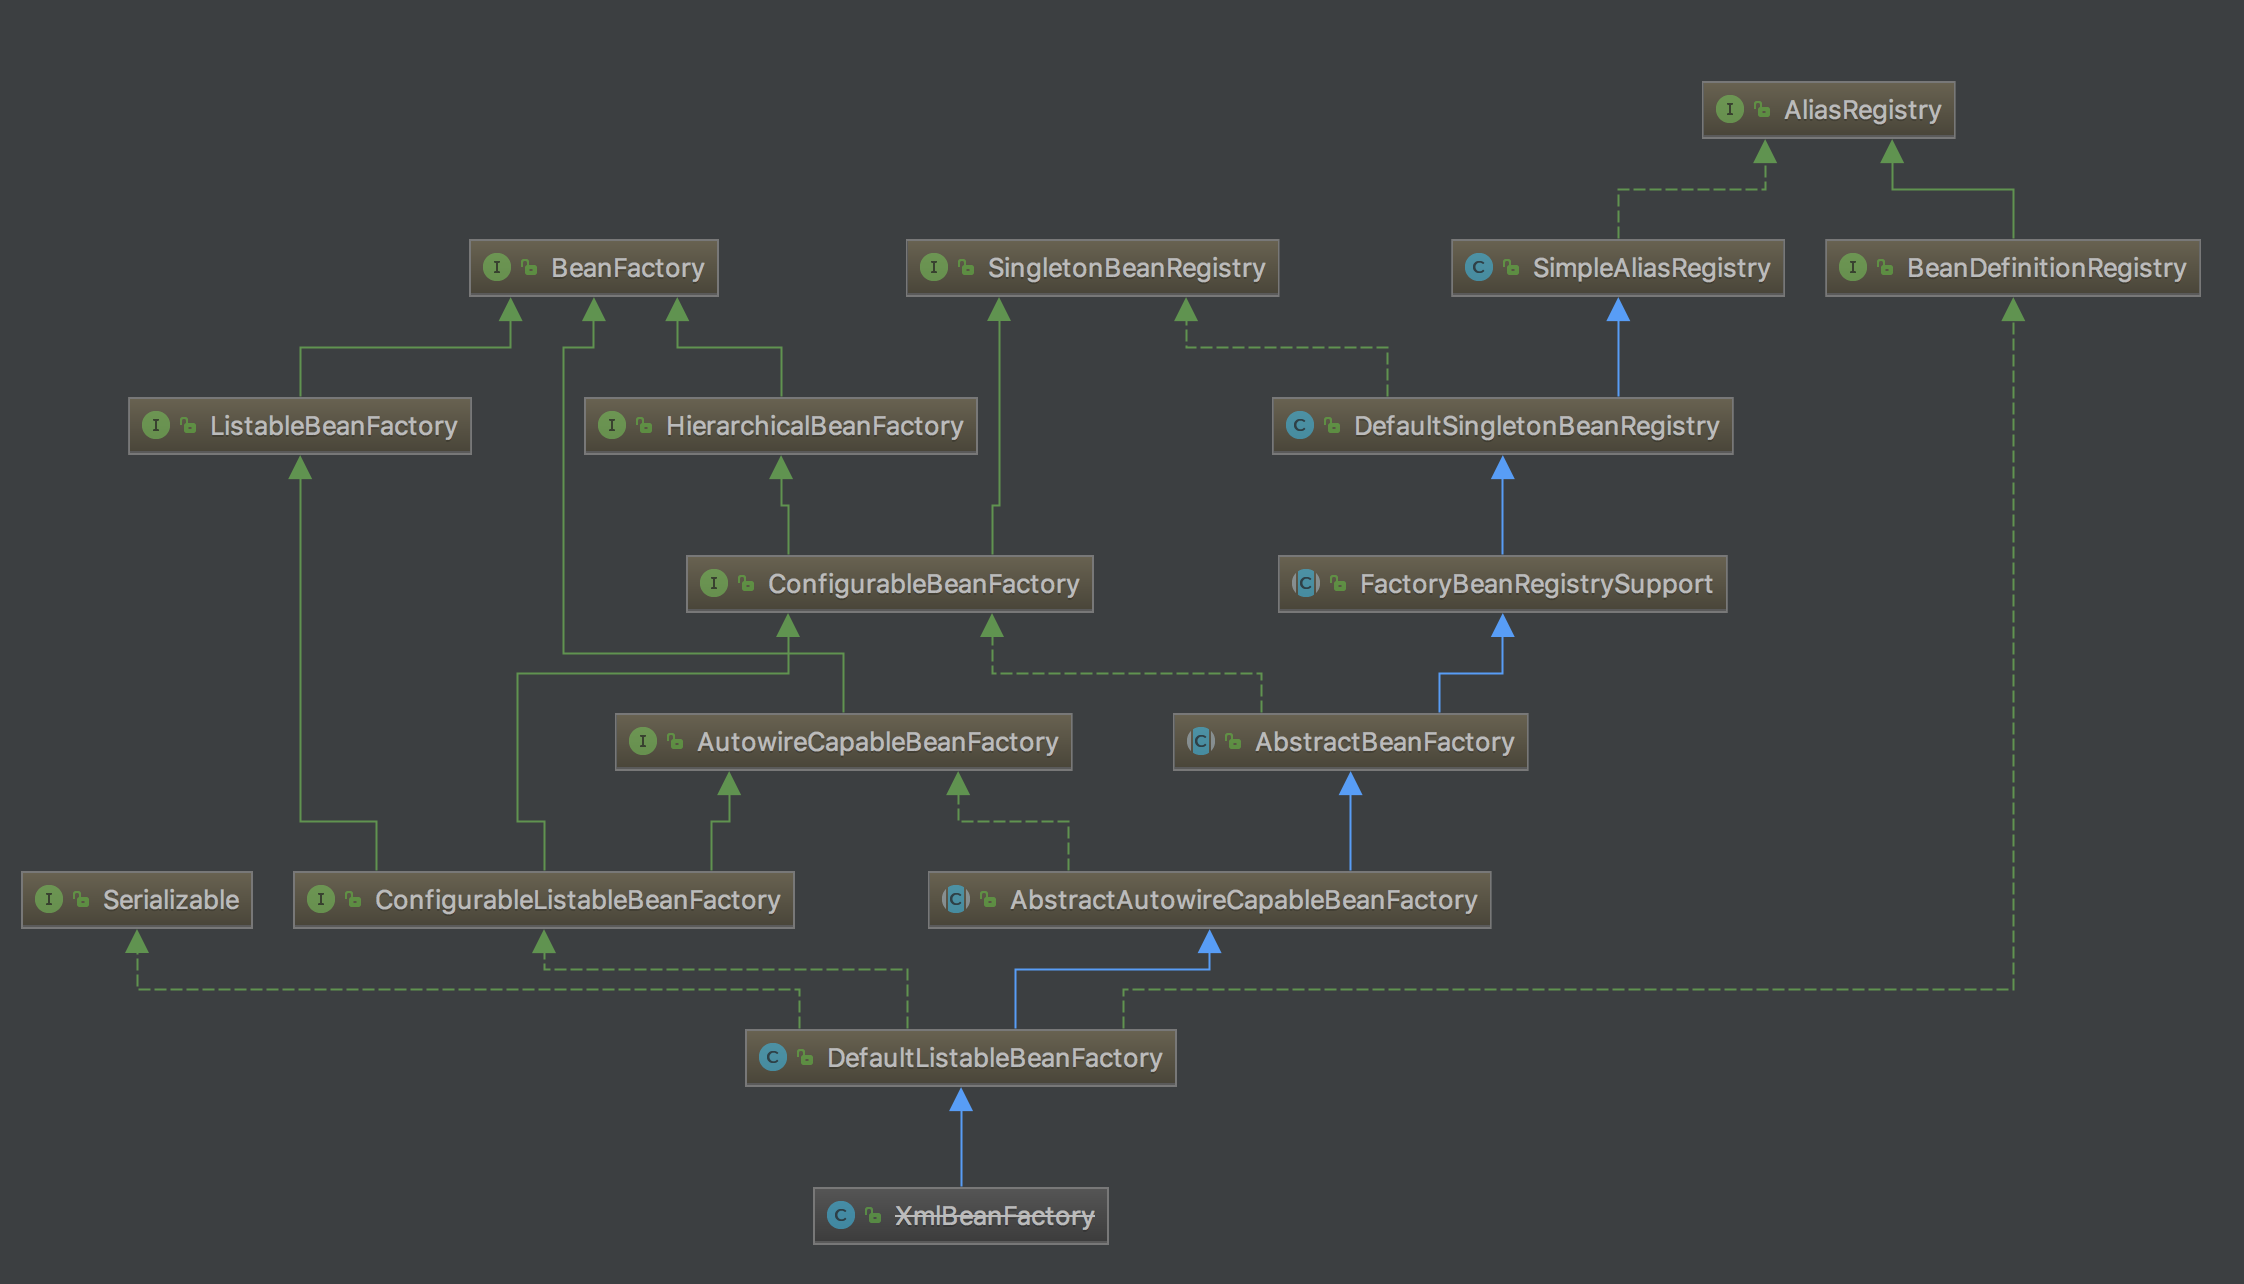 I AliasRegistry
I BeanFactory
I SingletonBeanRegistry
C SimpleAliasRegistry
I BeanDefinitionRegistry
I ListableBeanFactory
I HierarchicalBeanFactory
C DefaultSingletonBeanRegistry
I ConfigurableBeanFactory
C FactoryBeanRegistrySupport
I AutowireCapableBeanFactory
C AbstractBeanFactory
I Serializable
I ConfigurableListableBeanFactory
C AbstractAutowireCapableBeanFactory
C DefaultListableBeanFactory
C XmlBeanFactory